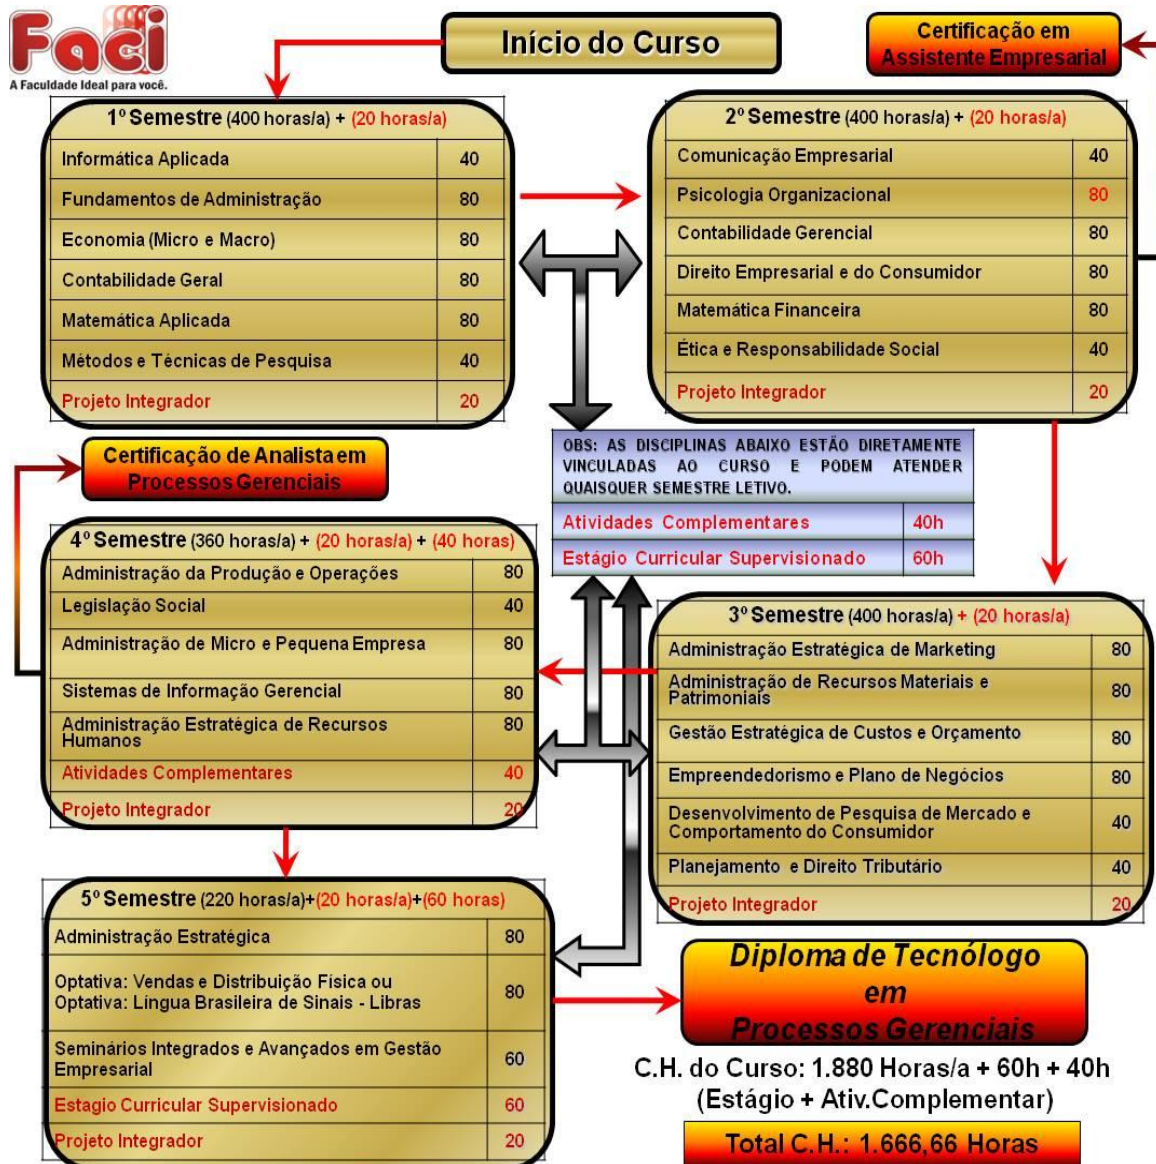 Faci
A Faculdade Ideal para você.
Início do Curso
Certificação em
Assistente Empresarial
1º Semestre (400 horas/a) + (20 horas/a)
Informática Aplicada 40
Fundamentos de Administração 80
Economia (Micro e Macro) 80
Contabilidade Geral 80
Matemática Aplicada 80
Métodos e Técnicas de Pesquisa 40
Projeto Integrador 20
2º Semestre (400 horas/a) + (20 horas/a)
Comunicação Empresarial 40
Psicologia Organizacional 80
Contabilidade Gerencial 80
Direito Empresarial e do Consumidor 80
Matemática Financeira 80
Ética e Responsabilidade Social 40
Projeto Integrador 20
OBS: AS DISCIPLINAS ABAIXO ESTÃO DIRETAMENTE
VINCULADAS AO CURSO E PODEM ATENDER
QUAISQUER SEMESTRE LETIVO.
Atividades Complementares 40h
Estágio Curricular Supervisionado 60h
3º Semestre (400 horas/a) + (20 horas/a)
Administração Estratégica de Marketing 80
Administração de Recursos Materiais e
Patrimoniais 80
Gestão Estratégica de Custos e Orçamento 80
Empreendedorismo e Plano de Negócios 80
Desenvolvimento de Pesquisa de Mercado e
Comportamento do Consumidor 40
Planejamento e Direito Tributário 40
Projeto Integrador 20
Certificação de Analista em
Processos Gerenciais
4º Semestre (360 horas/a) + (20 horas/a) + (40 horas)
Administração da Produção e Operações 80
Legislação Social 40
Administração de Micro e Pequena Empresa 80
Sistemas de Informação Gerencial 80
Administração Estratégica de Recursos
Humanos 80
Atividades Complementares 40
Projeto Integrador 20
5º Semestre (220 horas/a)+(20 horas/a)+(60 horas)
Administração Estratégica 80
Optativa: Vendas e Distribuição Física ou
Optativa: Língua Brasileira de Sinais - Libras 80
Seminários Integrados e Avançados em Gestão
Empresarial 60
Estagio Curricular Supervisionado 60
Projeto Integrador 20
Diploma de Tecnólogo
em
Processos Gerenciais
C.H. do Curso: 1.880 Horas/a + 60h + 40h
(Estágio + Ativ.Complementar)
Total C.H.: 1.666,66 Horas